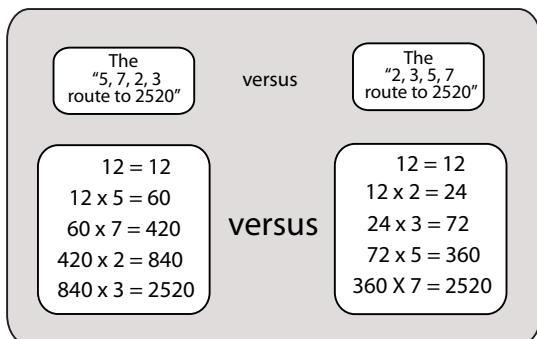 The
“5, 7, 2, 3
route to 2520”
versus
The
“2, 3, 5, 7
route to 2520”
12 = 12
12 x 5 = 60
60 x 7 = 420
420 x 2 = 840
840 x 3 = 2520
versus
12 = 12
12 x 2 = 24
24 x 3 = 72
72 x 5 = 360
360 X 7 = 2520